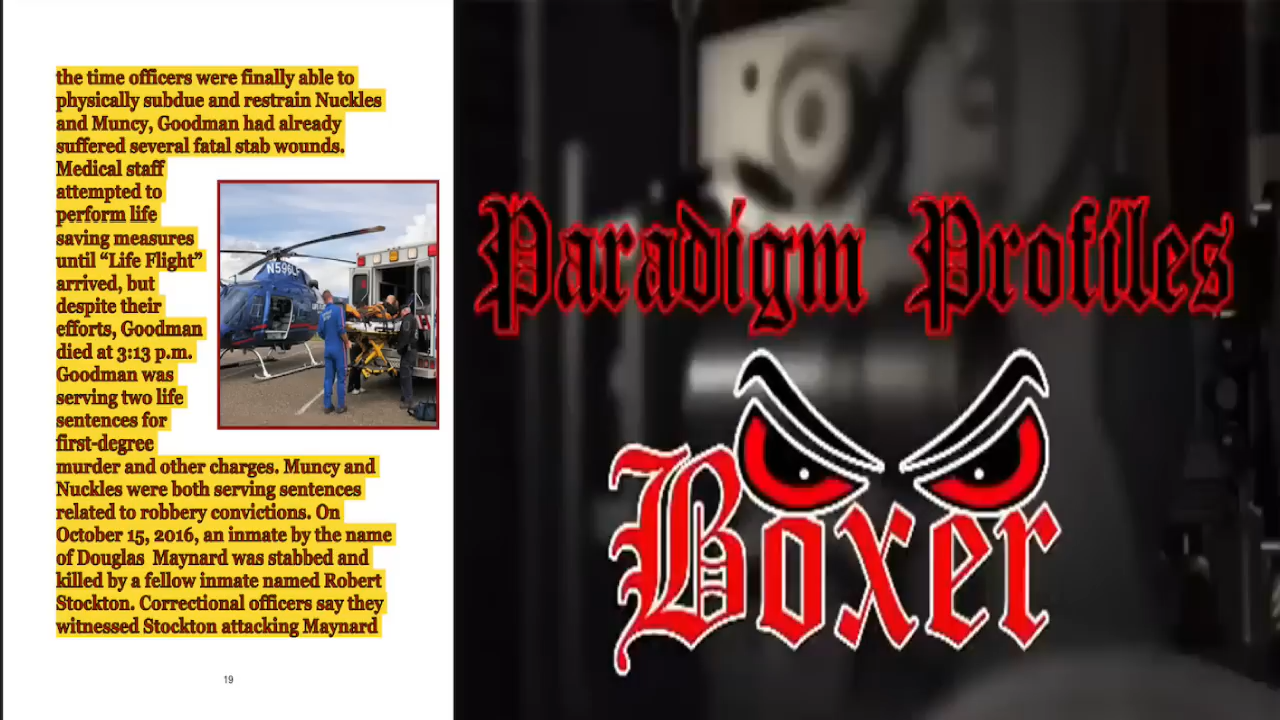 the time officers were finally able to
physically subdue and restrain Nuckles
and Muncy, Goodman had already
suffered several fatal stab wounds.
Medical staff
attempted to
perform life
saving measures
until “Life Flight”
arrived, but
despite their
efforts, Goodman
died at 3:13 p.m.
Goodman was
serving two life
sentences for
first-degree
murder and other charges. Muncy and
Nuckles were both serving sentences
related to robbery convictions. On
October 15, 2016, an inmate by the name
of Douglas  Maynard was stabbed and
killed by a fellow inmate named Robert
Stockton. Correctional officers say they
witnessed Stockton attacking Maynard
19
Paradigm Profiles
Boxer